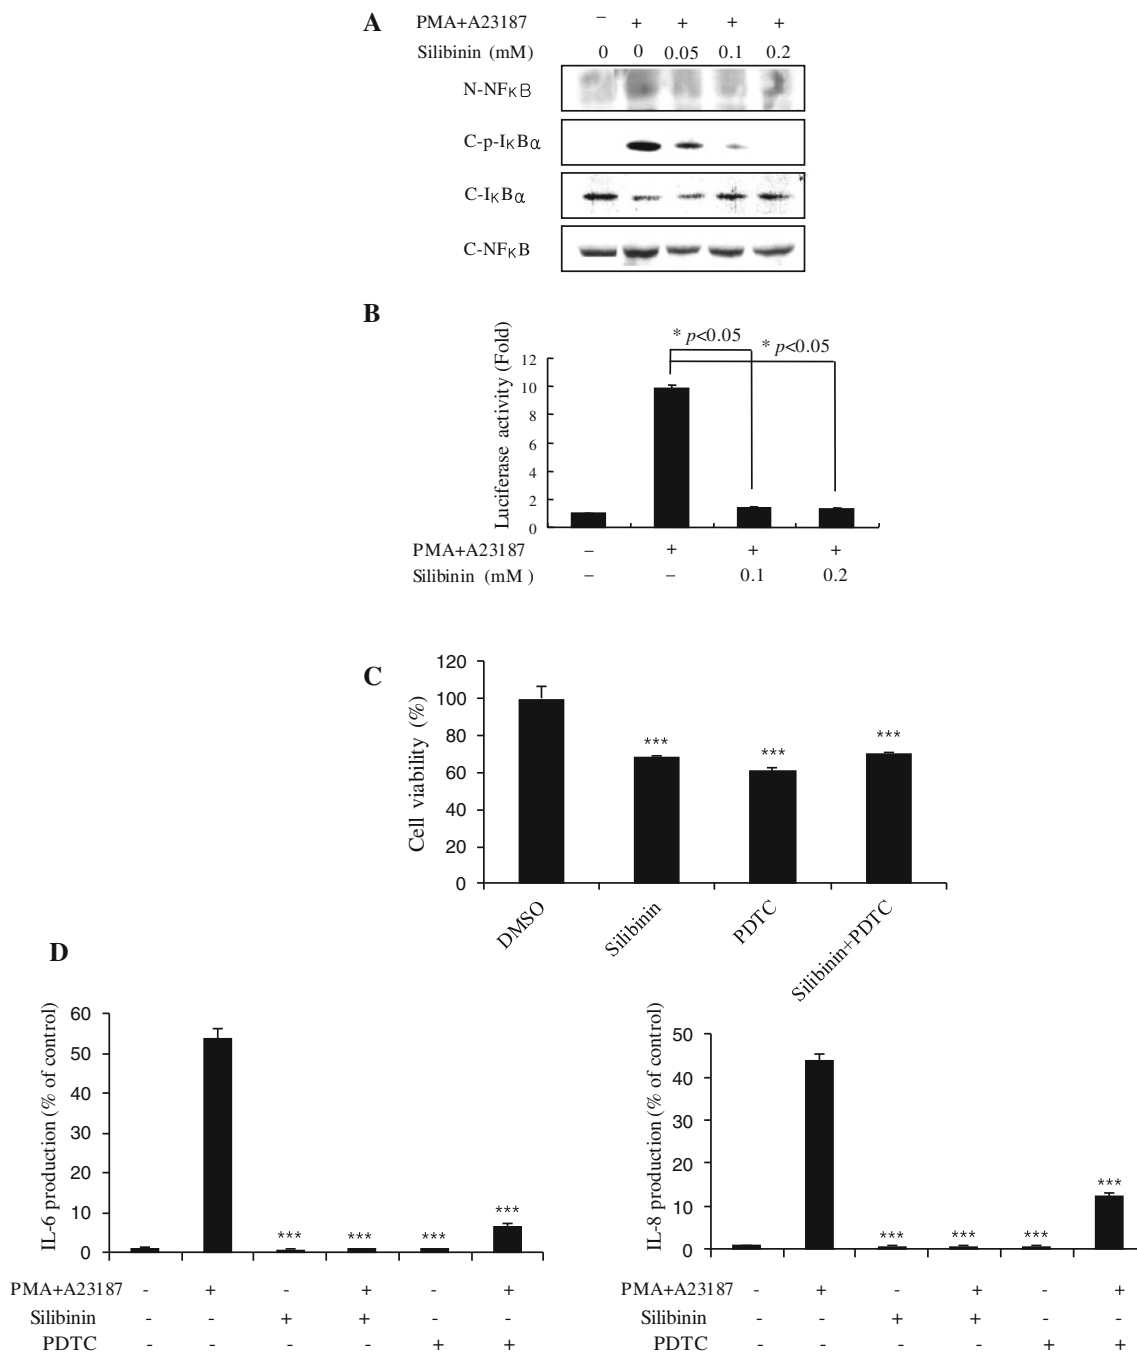 A
PMA+A23187 – + + + +
Silibinin (mM) 0 0 0.05 0.1 0.2
N-NFκB
C-p-IκBα
C-IκBα
C-NFκB
B
Luciferase activity (Fold)
12
10
8
6
4
2
0
* p<0.05
* p<0.05
PMA+A23187 – + + +
Silibinin (mM ) – – 0.1 0.2
C
Cell viability (%)
120
100
80
60
40
20
0
*** *** ***
DMSO
Silibinin
PDTC
Silibinin+PDTC
D
IL-6 production (% of control)
60
50
40
30
20
10
0
*** *** *** ***
PMA+A23187 - + - + - +
Silibinin - - + + - -
PDTC - - - - + +
IL-8 production (% of control)
50
40
30
20
10
0
*** *** *** ***
PMA+A23187 - + - + - +
Silibinin - - + + - -
PDTC - - - - + +